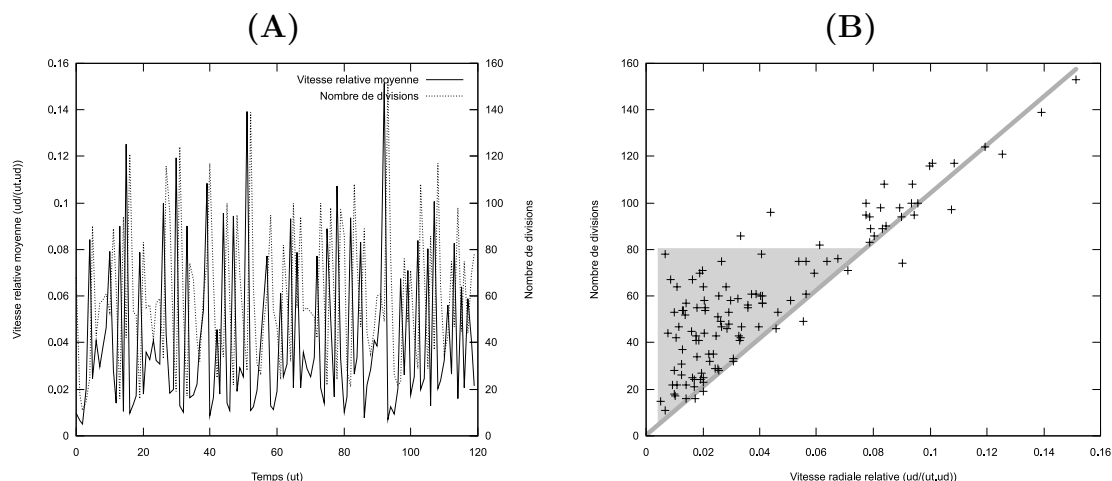 (A)
Vitesse relative moyenne
Nombre de divisions
Vitesse relative moyenne (ud/(ut.ud))
0.16
0.14
0.12
0.1
0.08
0.06
0.04
0.02
0
160
140
120
100
80
60
40
20
0
Nombre de divisions
0 20 40 60 80 100 120
Temps (ut)
(B)
Nombre de divisions
160
140
120
100
80
60
40
20
0
0 0.02 0.04 0.06 0.08 0.1 0.12 0.14 0.16
Vitesse radiale relative (ud/(ut.ud))